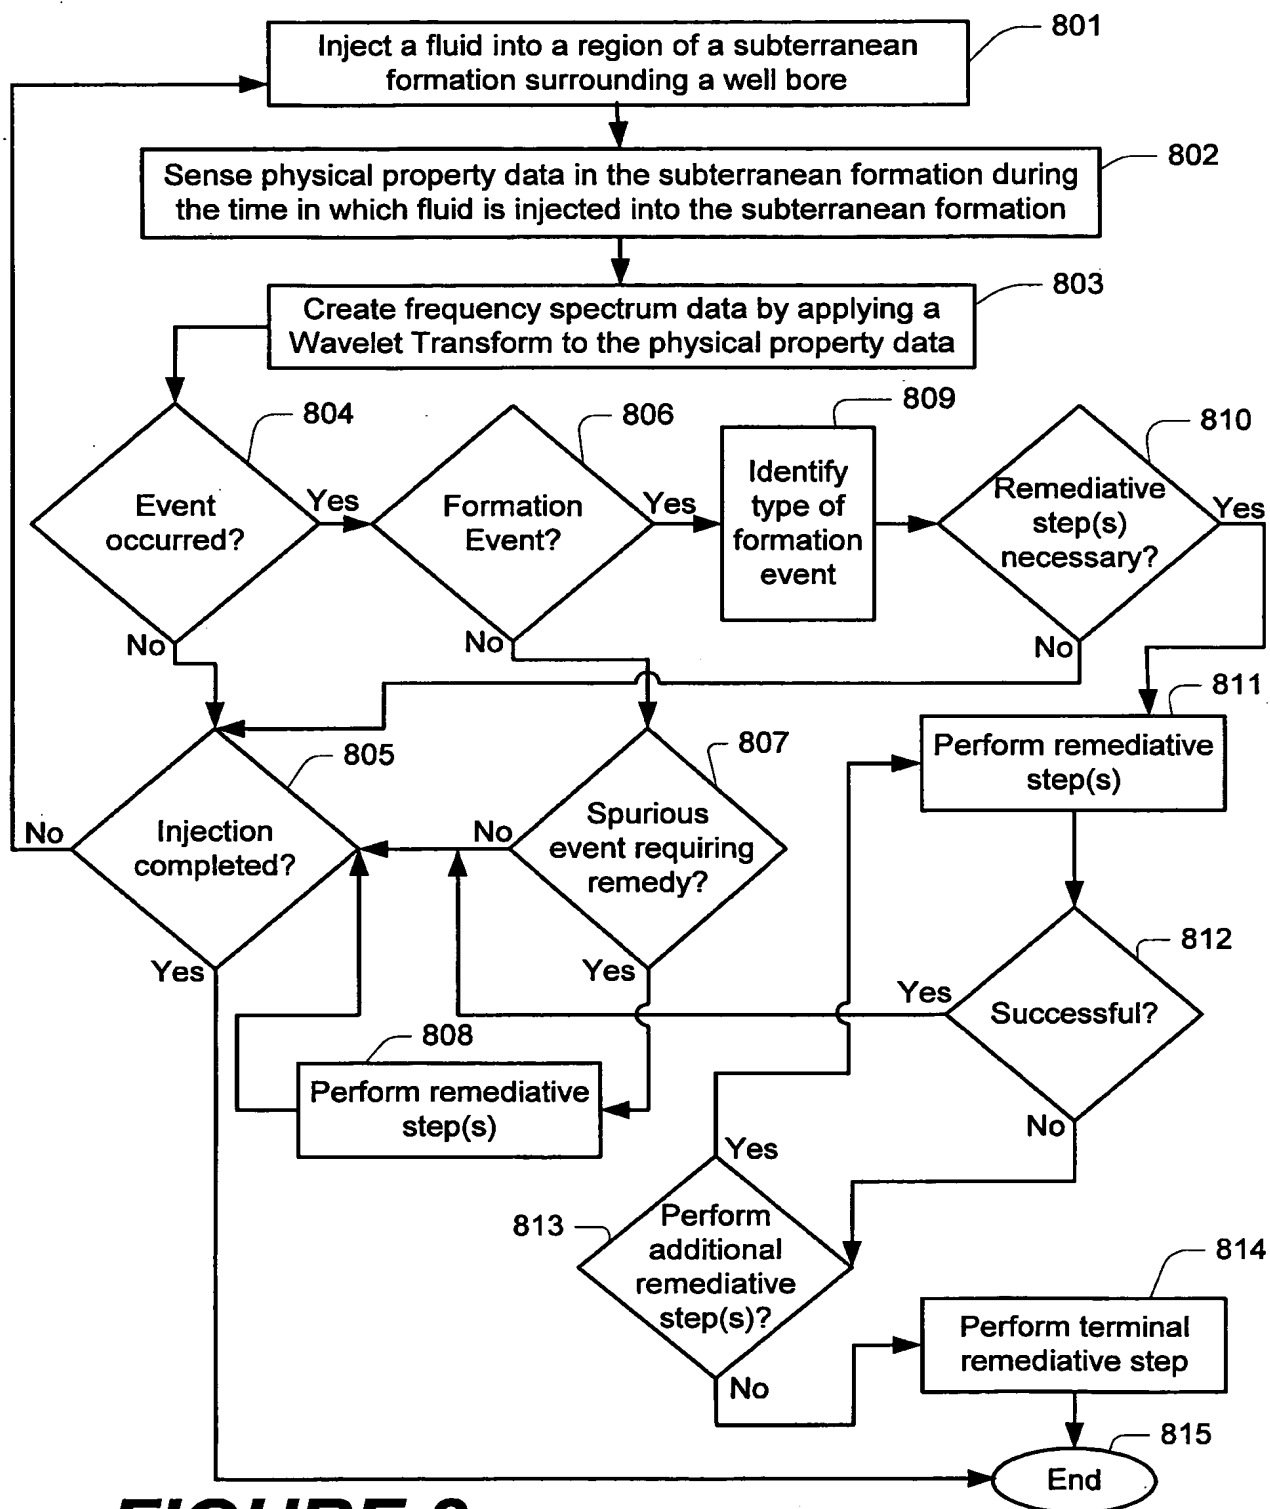 801
Inject a fluid into a region of a subterranean
formation surrounding a well bore
802
Sense physical property data in the subterranean formation during
the time in which fluid is injected into the subterranean formation
803
Create frequency spectrum data by applying a
Wavelet Transform to the physical property data
804
806
809
810
Event
occurred?
Yes
Formation
Event?
Yes
Identify
type of
formation
event
Remediative
step(s)
necessary?
Yes
No
No
No
805
807
811
Perform remediative
step(s)
No
Injection
completed?
No
Spurious
event requiring
remedy?
Yes
Yes
812
Yes
Successful?
808
Perform remediative
step(s)
No
Yes
813
Perform
additional
remediative
step(s)?
814
Perform terminal
remediative step
No
815
End